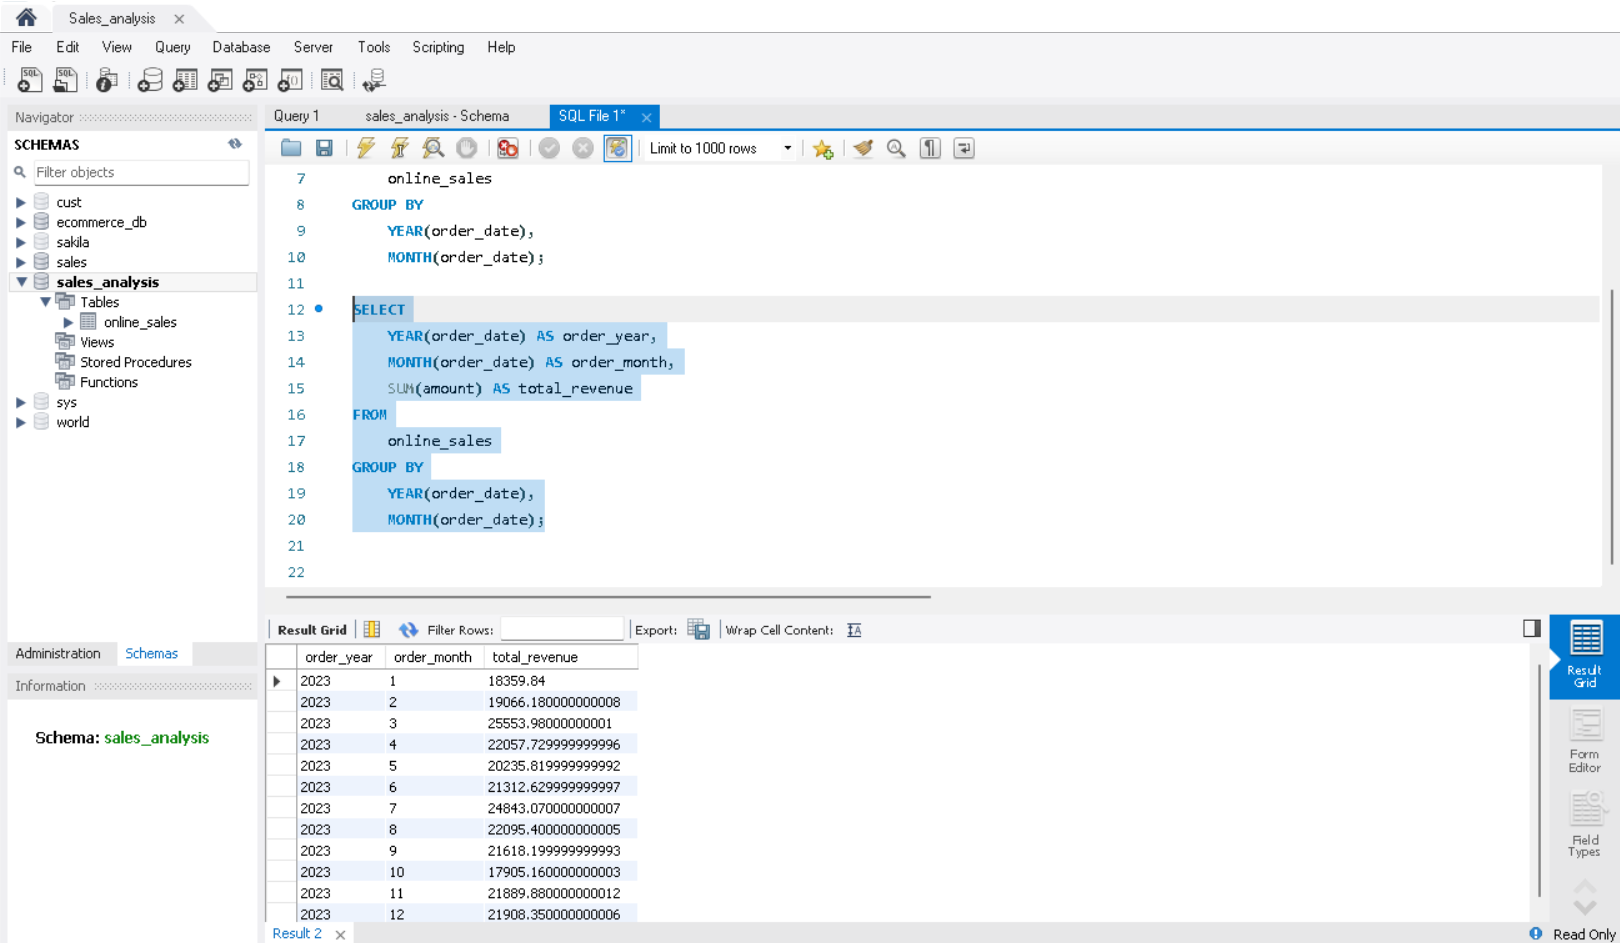 Sales_analysis
File Edit View Query Database Server Tools Scripting Help
SQL SQL
Navigator
Query 1 sales_analysis - Schema SQL File 1*
SCHEMAS
Limit to 1000 rows
Filter objects
cust
ecommerce_db
sakila
sales
sales_analysis
Tables
online_sales
Views
Stored Procedures
Functions
sys
world
7 online_sales
8 GROUP BY
9 YEAR(order_date),
10 MONTH(order_date);
11
12 SELECT
13 YEAR(order_date) AS order_year,
14 MONTH(order_date) AS order_month,
15 SUM(amount) AS total_revenue
16 FROM
17 online_sales
18 GROUP BY
19 YEAR(order_date),
20 MONTH(order_date);
21
22
Administration Schemas
Information
Schema: sales_analysis
Result Grid Filter Rows: Export: Wrap Cell Content: IA
order_year order_month total_revenue
2023 1 18359.84
2023 2 19066.180000000008
2023 3 25553.98000000001
2023 4 22057.729999999996
2023 5 20235.819999999992
2023 6 21312.629999999997
2023 7 24843.070000000007
2023 8 22095.400000000005
2023 9 21618.199999999993
2023 10 17905.160000000003
2023 11 21889.880000000012
2023 12 21908.350000000006
Result 2
Result
Grid
Form
Editor
Field
Types
Read Only